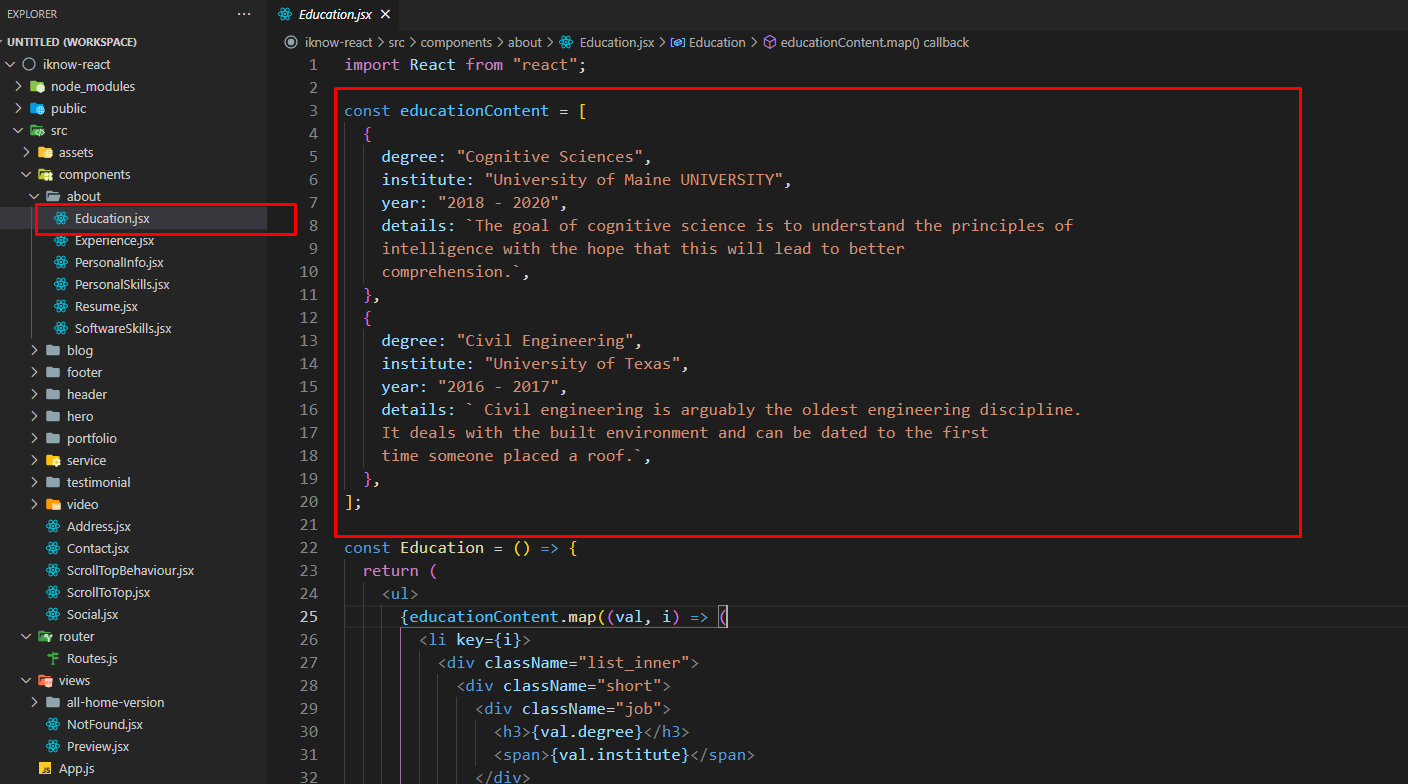 EXPLORER
UNTITLED (WORKSPACE)
iknow-react
node_modules
public
src
assets
components
about
Education.jsx
Experience.jsx
PersonalInfo.jsx
PersonalSkills.jsx
Resume.jsx
SoftwareSkills.jsx
blog
footer
header
hero
portfolio
service
testimonial
video
Address.jsx
Contact.jsx
ScrollTopBehaviour.jsx
ScrollToTop.jsx
Social.jsx
router
Routes.js
views
all-home-version
NotFound.jsx
Preview.jsx
JS App.js
Education.jsx
iknow-react > src > components > about > Education.jsx > Education > educationContent.map() callback
1 import React from "react";
2
3 const educationContent = [
4 {
5 degree: "Cognitive Sciences",
6 institute: "University of Maine UNIVERSITY",
7 year: "2018 - 2020",
8 details: `The goal of cognitive science is to understand the principles of
9 intelligence with the hope that this will lead to better
10 comprehension.`,
11 },
12 {
13 degree: "Civil Engineering",
14 institute: "University of Texas",
15 year: "2016 - 2017",
16 details: ` Civil engineering is arguably the oldest engineering discipline.
17 It deals with the built environment and can be dated to the first
18 time someone placed a roof.`,
19 },
20 ];
21
22 const Education = () => {
23 return (
24 <ul>
25 {educationContent.map((val, i) => (
26 <li key={i}>
27 <div className="list_inner">
28 <div className="short">
29 <div className="job">
30 <h3>{val.degree}</h3>
31 <span>{val.institute}</span>
32 </div>